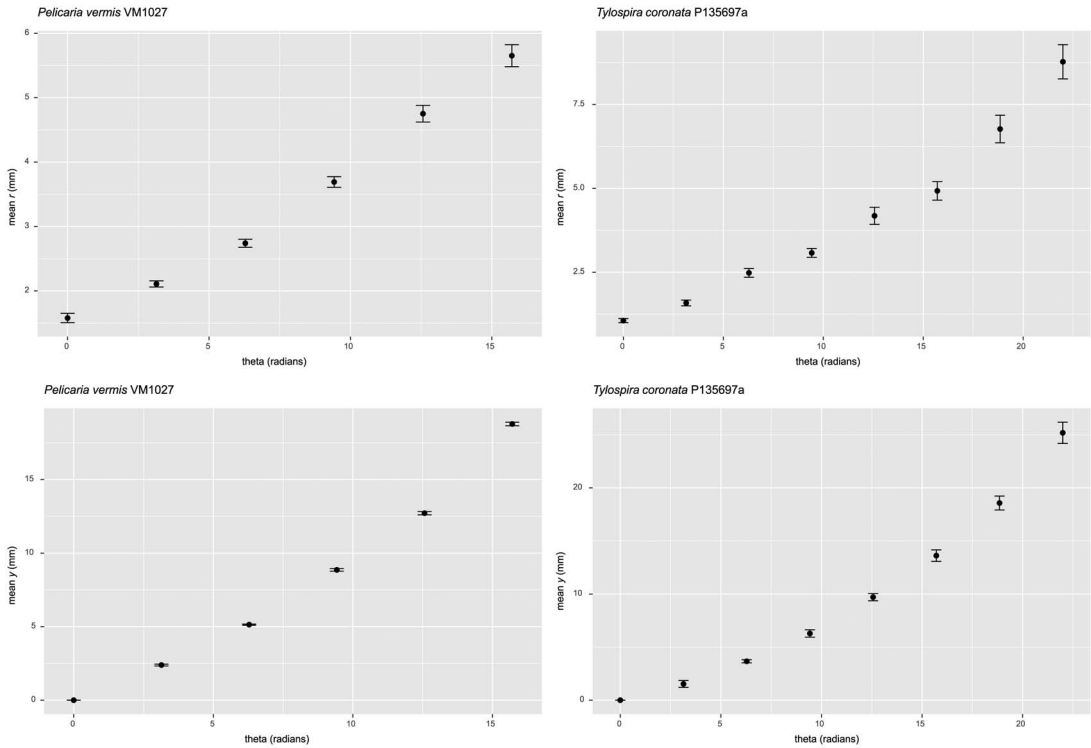 Pelicaria vermis VM1027
6
5
4
3
2
mean r (mm)
0
5
10
15
theta (radians)
Tylospira coronata P135697a
7.5
5.0
2.5
mean r (mm)
0
5
10
15
20
theta (radians)
Pelicaria vermis VM1027
15
10
5
0
mean y (mm)
0
5
10
15
theta (radians)
Tylospira coronata P135697a
20
10
0
mean y (mm)
0
5
10
15
20
theta (radians)